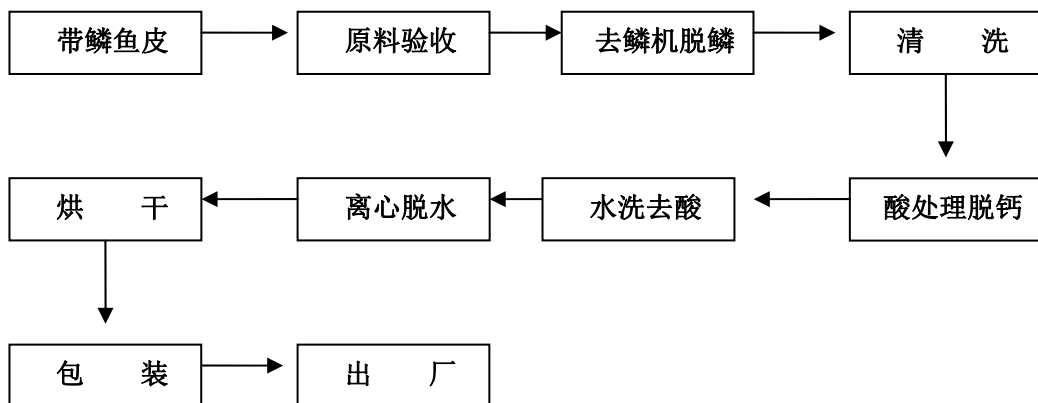 带鳞鱼皮
原料验收
去鳞机脱鳞
清 洗
酸处理脱钙
水洗去酸
离心脱水
烘 干
包 装
出 厂